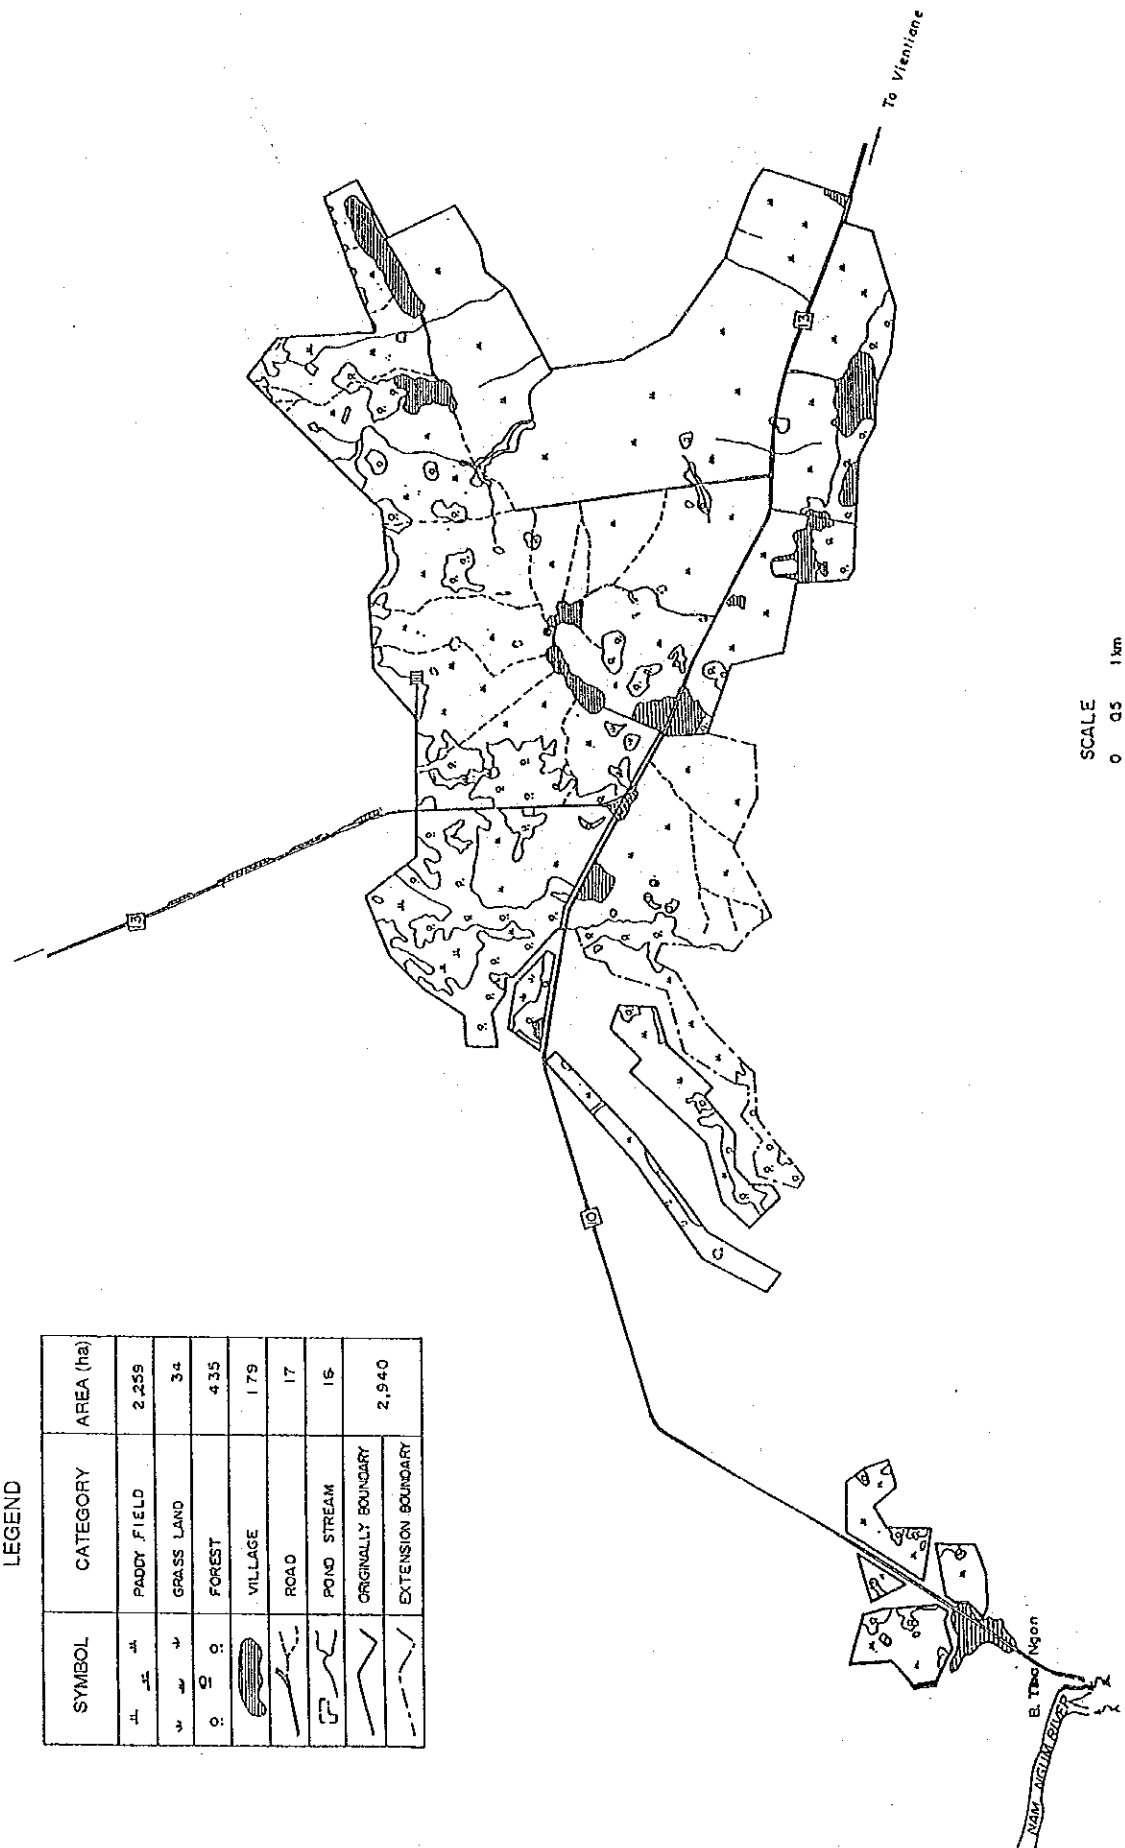 LEGEND
SYMBOL CATEGORY AREA (ha)
PADDY FIELD 2,259
GRASS LAND 34
FOREST 435
VILLAGE 179
ROAD 17
POND STREAM 16
ORIGINALLY BOUNDARY 2,940
EXTENSION BOUNDARY
To Vientiane
13
13
10
SCALE
0 0.5 1 km
B. Ngon
NAM NGUM RIVER